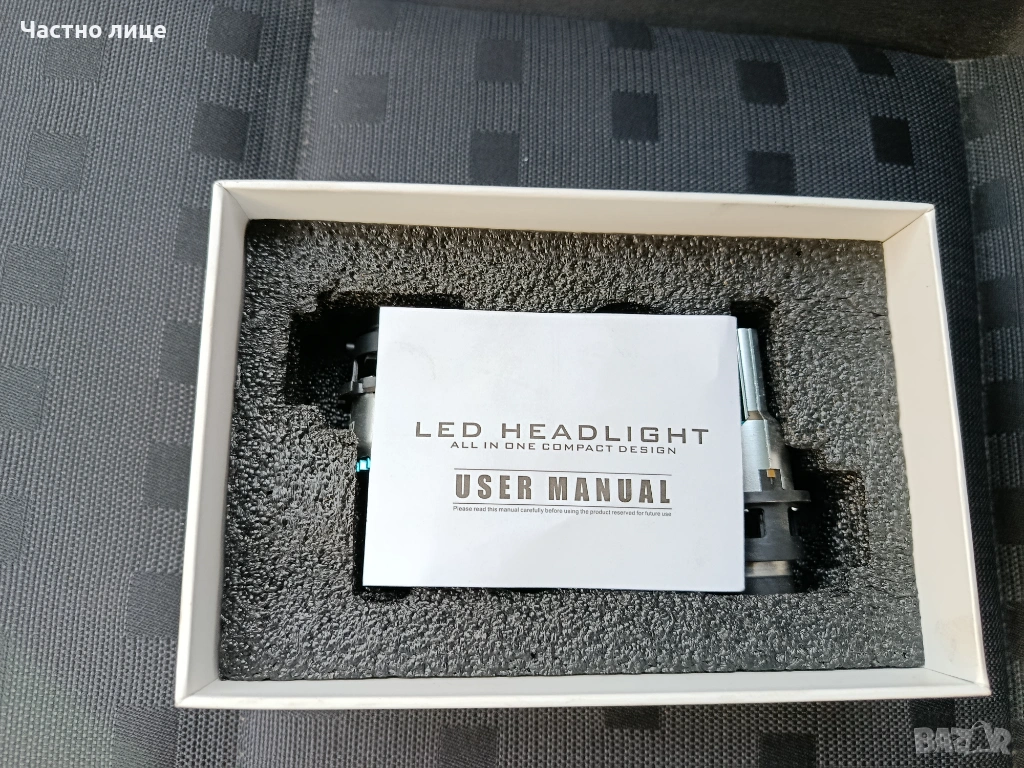 Частно лице
LED HEADLIGHT
ALL IN ONE COMPACT DESIGN
USER MANUAL
Please read this manual carefully before using the product reserved for future use
BAZAR